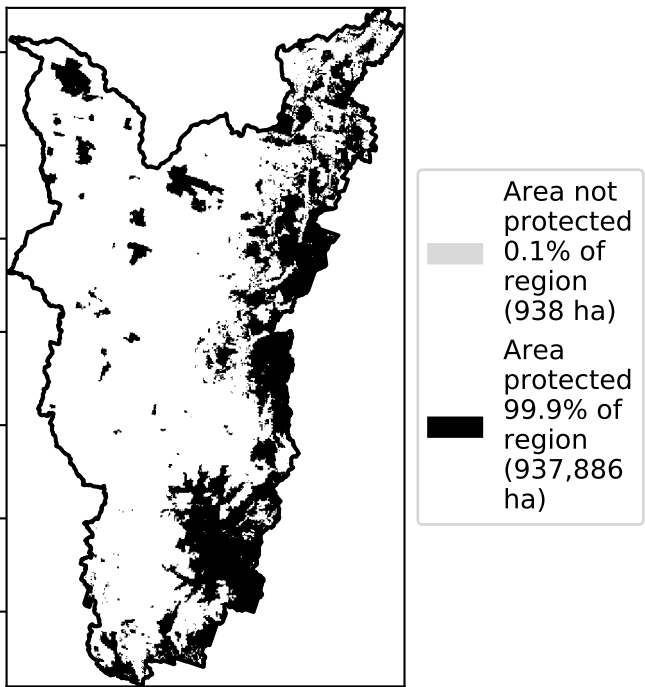 Area not
protected
0.1% of
region
(938 ha)
Area
protected
99.9% of
region
(937,886
ha)